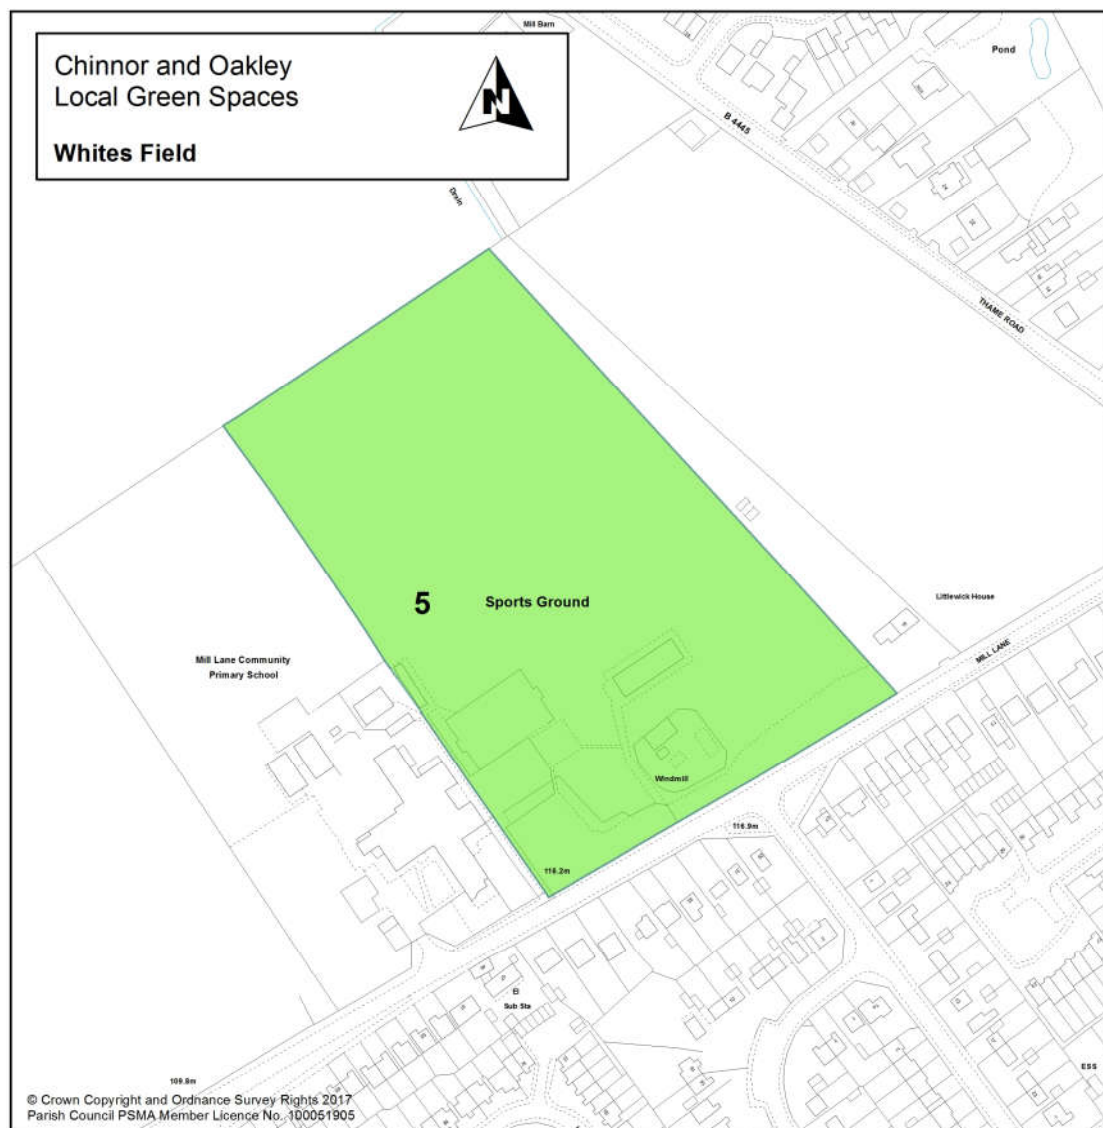 Mill Barn
Chinnor and Oakley
Local Green Spaces
Whites Field
N
Pond
B 4445
Drain
THAME ROAD
5
Sports Ground
Littlewick House
MILL LANE
Mill Lane Community
Primary School
Windmill
116.9m
116.2m
El
Sub Sta
ESS
109.8m
© Crown Copyright and Ordnance Survey Rights 2017
Parish Council PSMA Member Licence No. 100051905